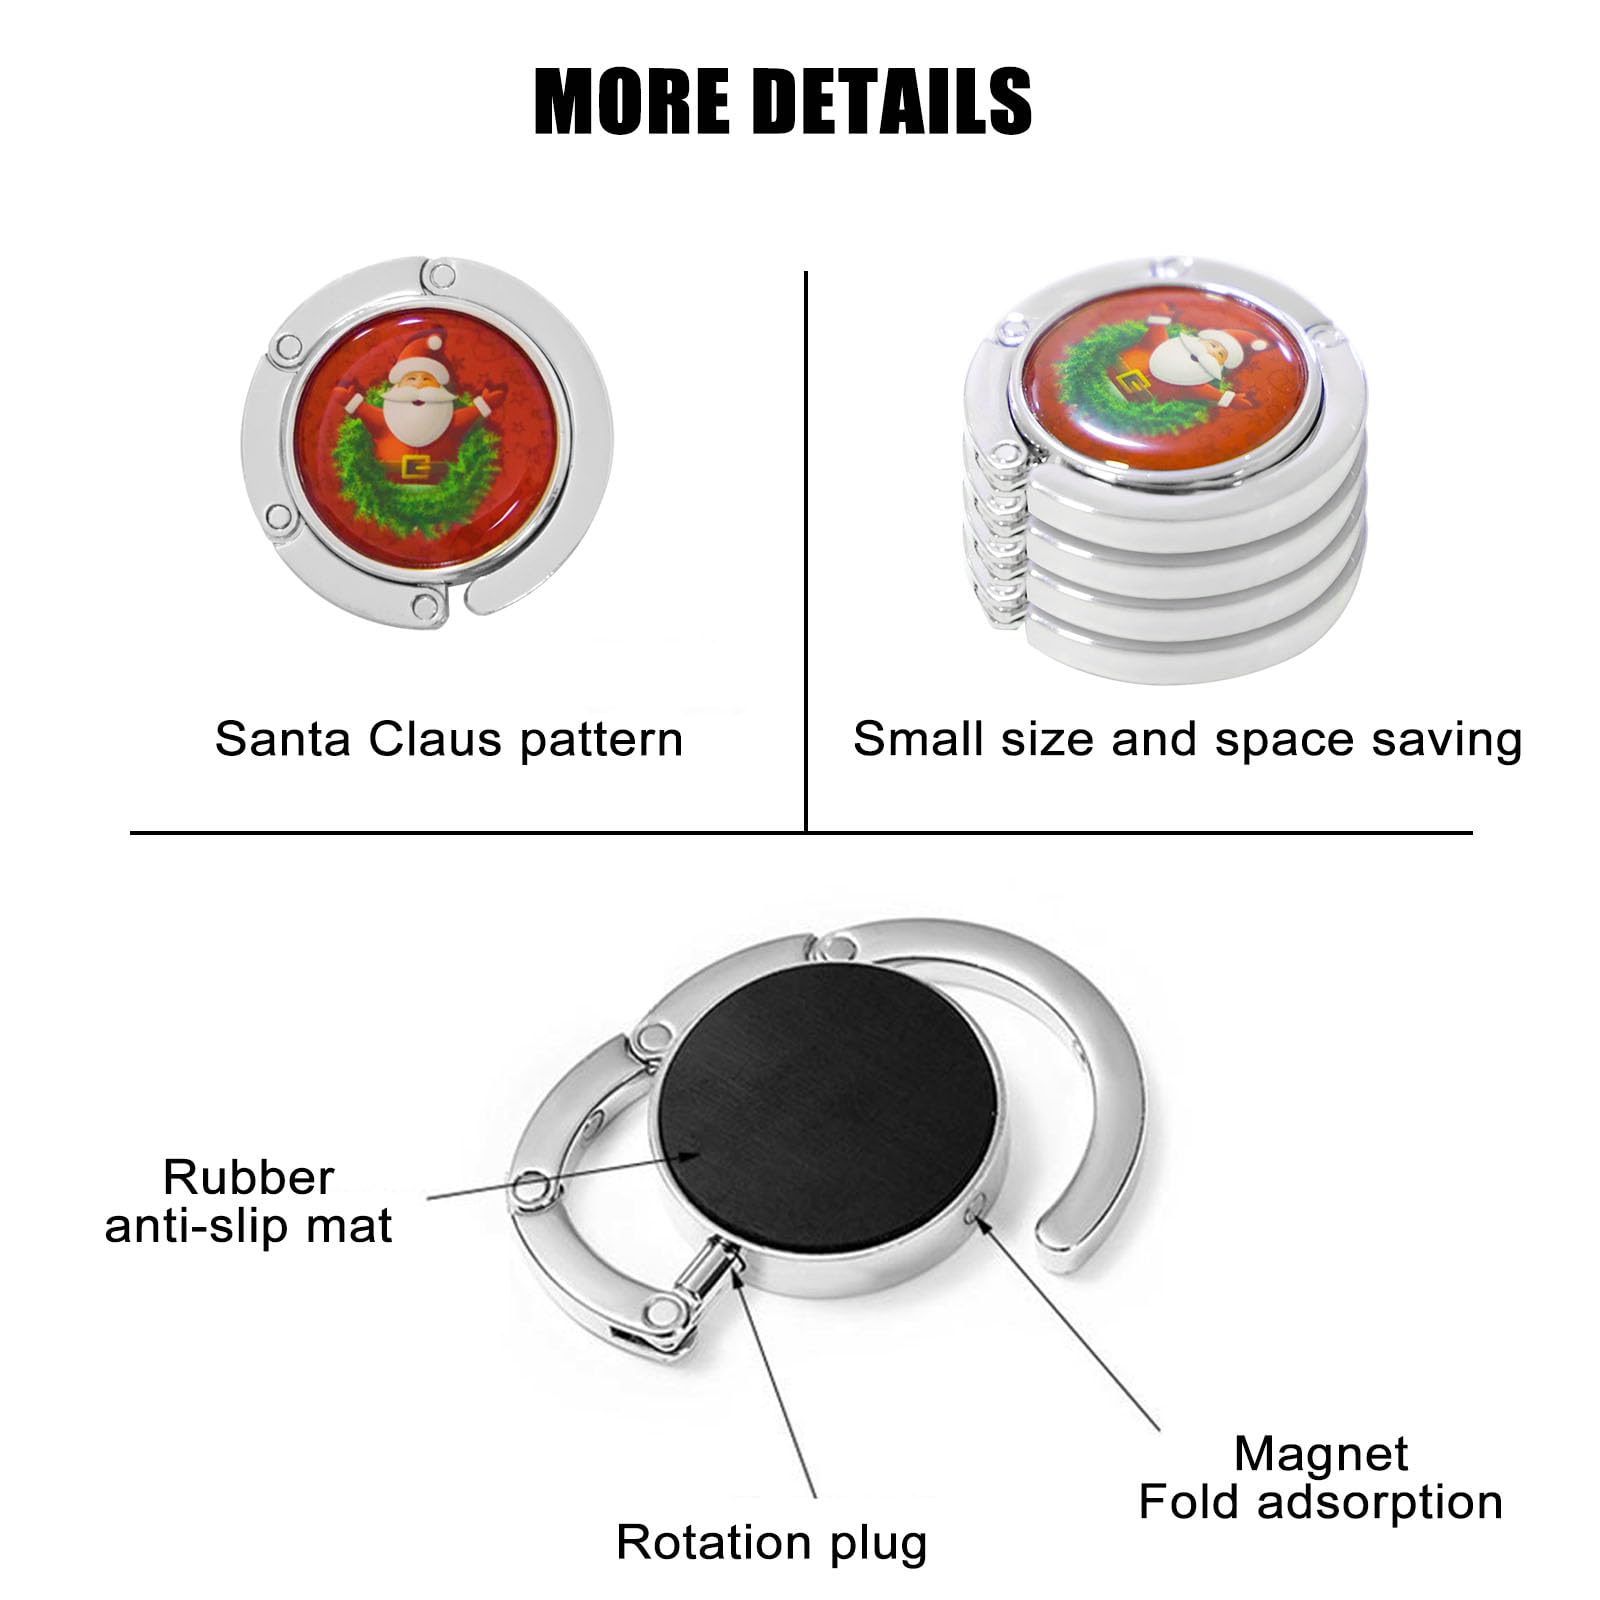 MORE DETAILS
Santa Claus pattern
Small size and space saving
Rubber
anti-slip mat
Magnet
Fold adsorption
Rotation plug